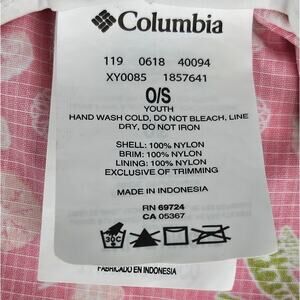 Columbia
119 0618 40094
XY0085 1857641
O/S
YOUTH
HAND WASH COLD, DO NOT BLEACH, LINE
DRY, DO NOT IRON
SHELL: 100% NYLON
BRIM: 100% NYLON
LINING: 100% NYLON
EXCLUSIVE OF TRIMMING
MADE IN INDONESIA
RN 69724
CA 05367
30C
FABRICADO EN INDONESIA